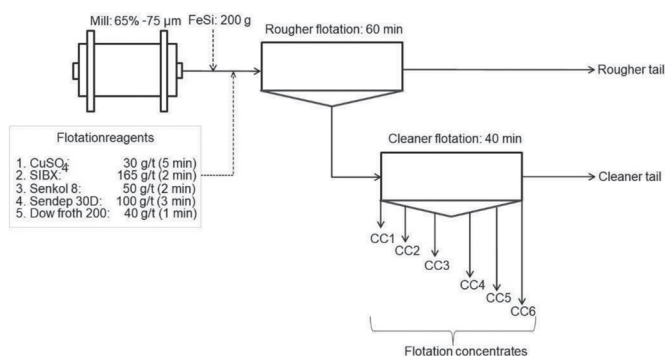 Mill: 65% -75 µm
FeSi: 200 g
Rougher flotation: 60 min
Rougher tail
Flotationreagents
1. CuSO4: 30 g/t (5 min)
2. SIBX: 165 g/t (2 min)
3. Senkol 8: 50 g/t (2 min)
4. Sendep 30D: 100 g/t (3 min)
5. Dow froth 200: 40 g/t (1 min)
Cleaner flotation: 40 min
Cleaner tail
CC1
CC2
CC3
CC4
CC5
CC6
Flotation concentrates